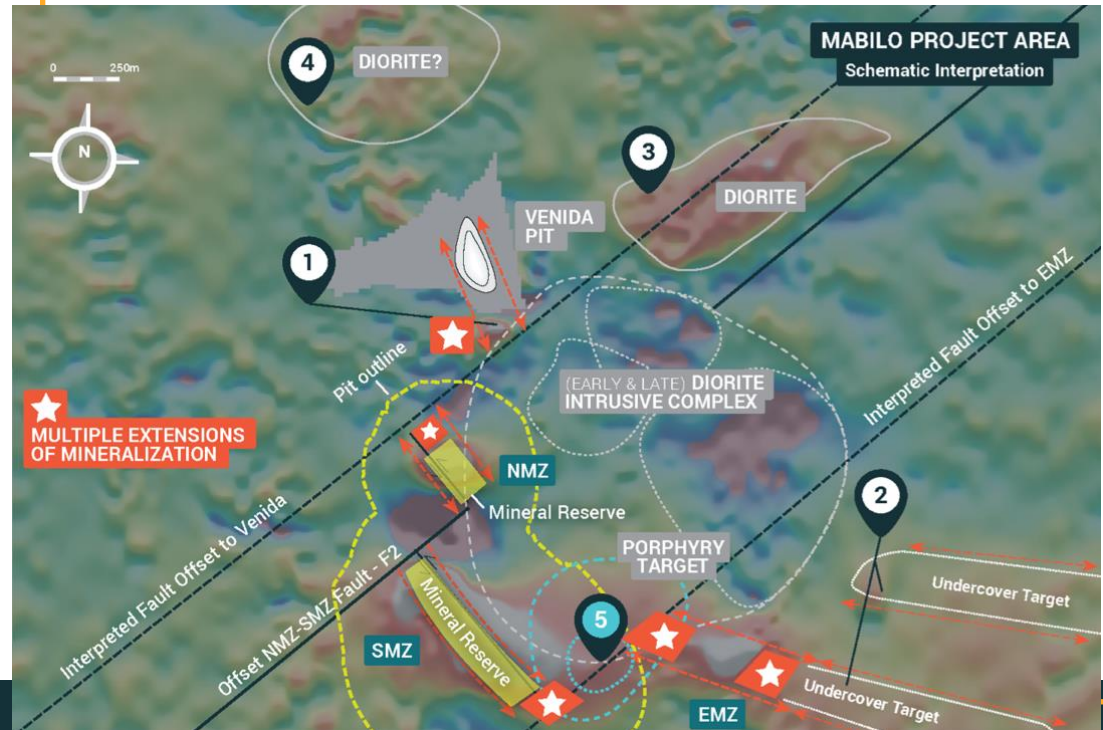 MABILO PROJECT AREA
Schematic Interpretation
0 250m
N
4
DIORITE?
3
DIORITE
VENIDA
PIT
1
Pit outline
(EARLY & LATE) DIORITE
INTRUSIVE COMPLEX
Interpreted Fault Offset to EMZ
MULTIPLE EXTENSIONS
OF MINERALIZATION
NMZ
Mineral Reserve
2
Interpreted Fault Offset to Venida
PORPHYRY
TARGET
Undercover Target
Offset NMZ-SMZ Fault - F2
Mineral Reserve
5
SMZ
Undercover Target
EMZ